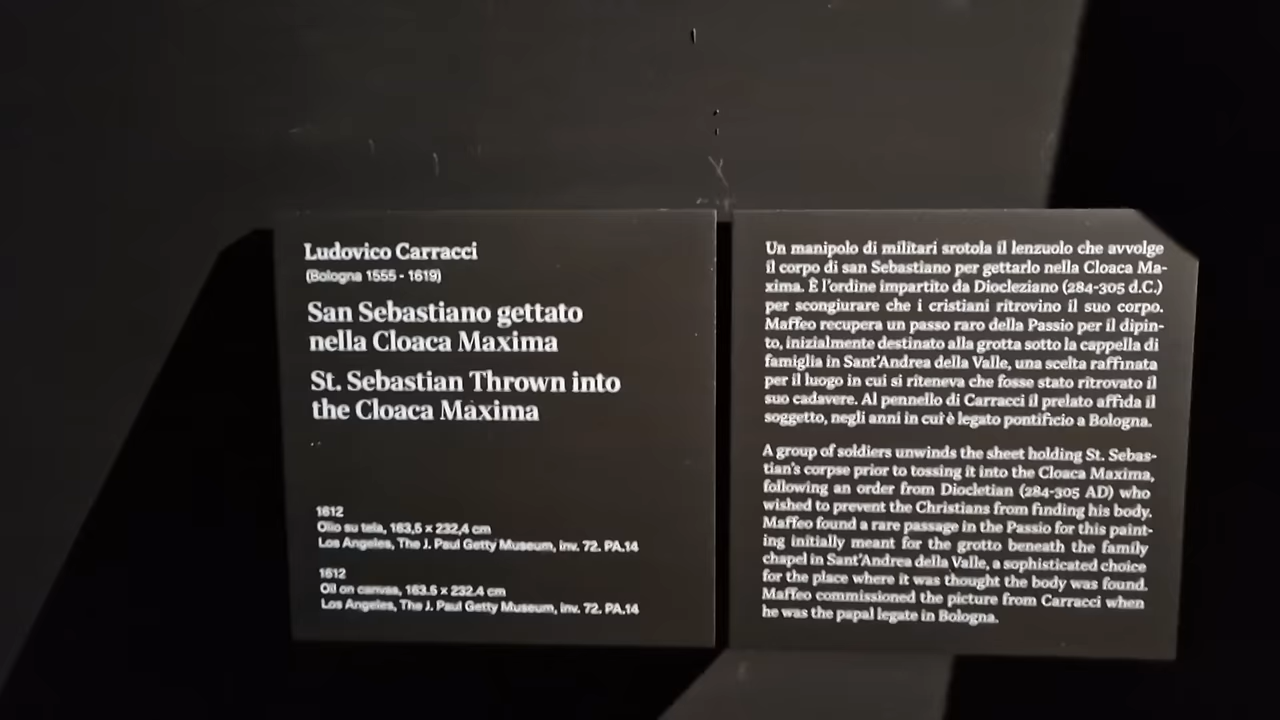 Ludovico Carracci
(Bologna 1555 - 1619)
San Sebastiano gettato
nella Cloaca Maxima
St. Sebastian Thrown into
the Cloaca Maxima
1612
Olio su tela, 163,5 x 232,4 cm
Los Angeles, The J. Paul Getty Museum, inv. 72. PA.14
1612
Oil on canvas, 163.5 x 232.4 cm
Los Angeles, The J. Paul Getty Museum, inv. 72. PA.14
Un manipolo di militari srotola il lenzuolo che avvolge
il corpo di san Sebastiano per gettarlo nella Cloaca Ma-
xima. È l'ordine impartito da Diocleziano (284-305 d.C.)
per scongiurare che i cristiani ritrovino il suo corpo.
Maffeo recupera un passo raro della Passio per il dipin-
to, inizialmente destinato alla grotta sotto la cappella di
famiglia in Sant'Andrea della Valle, una scelta raffinata
per il luogo in cui si riteneva che fosse stato ritrovato il
suo cadavere. Al pennello di Carracci il prelato affida il
soggetto, negli anni in cui è legato pontificio a Bologna.
A group of soldiers unwinds the sheet holding St. Sebas-
tian's corpse prior to tossing it into the Cloaca Maxima,
following an order from Diocletian (284-305 AD) who
wished to prevent the Christians from finding his body.
Maffeo found a rare passage in the Passio for this paint-
ing initially meant for the grotto beneath the family
chapel in Sant'Andrea della Valle, a sophisticated choice
for the place where it was thought the body was found.
Maffeo commissioned the picture from Carracci when
he was the papal legate in Bologna.